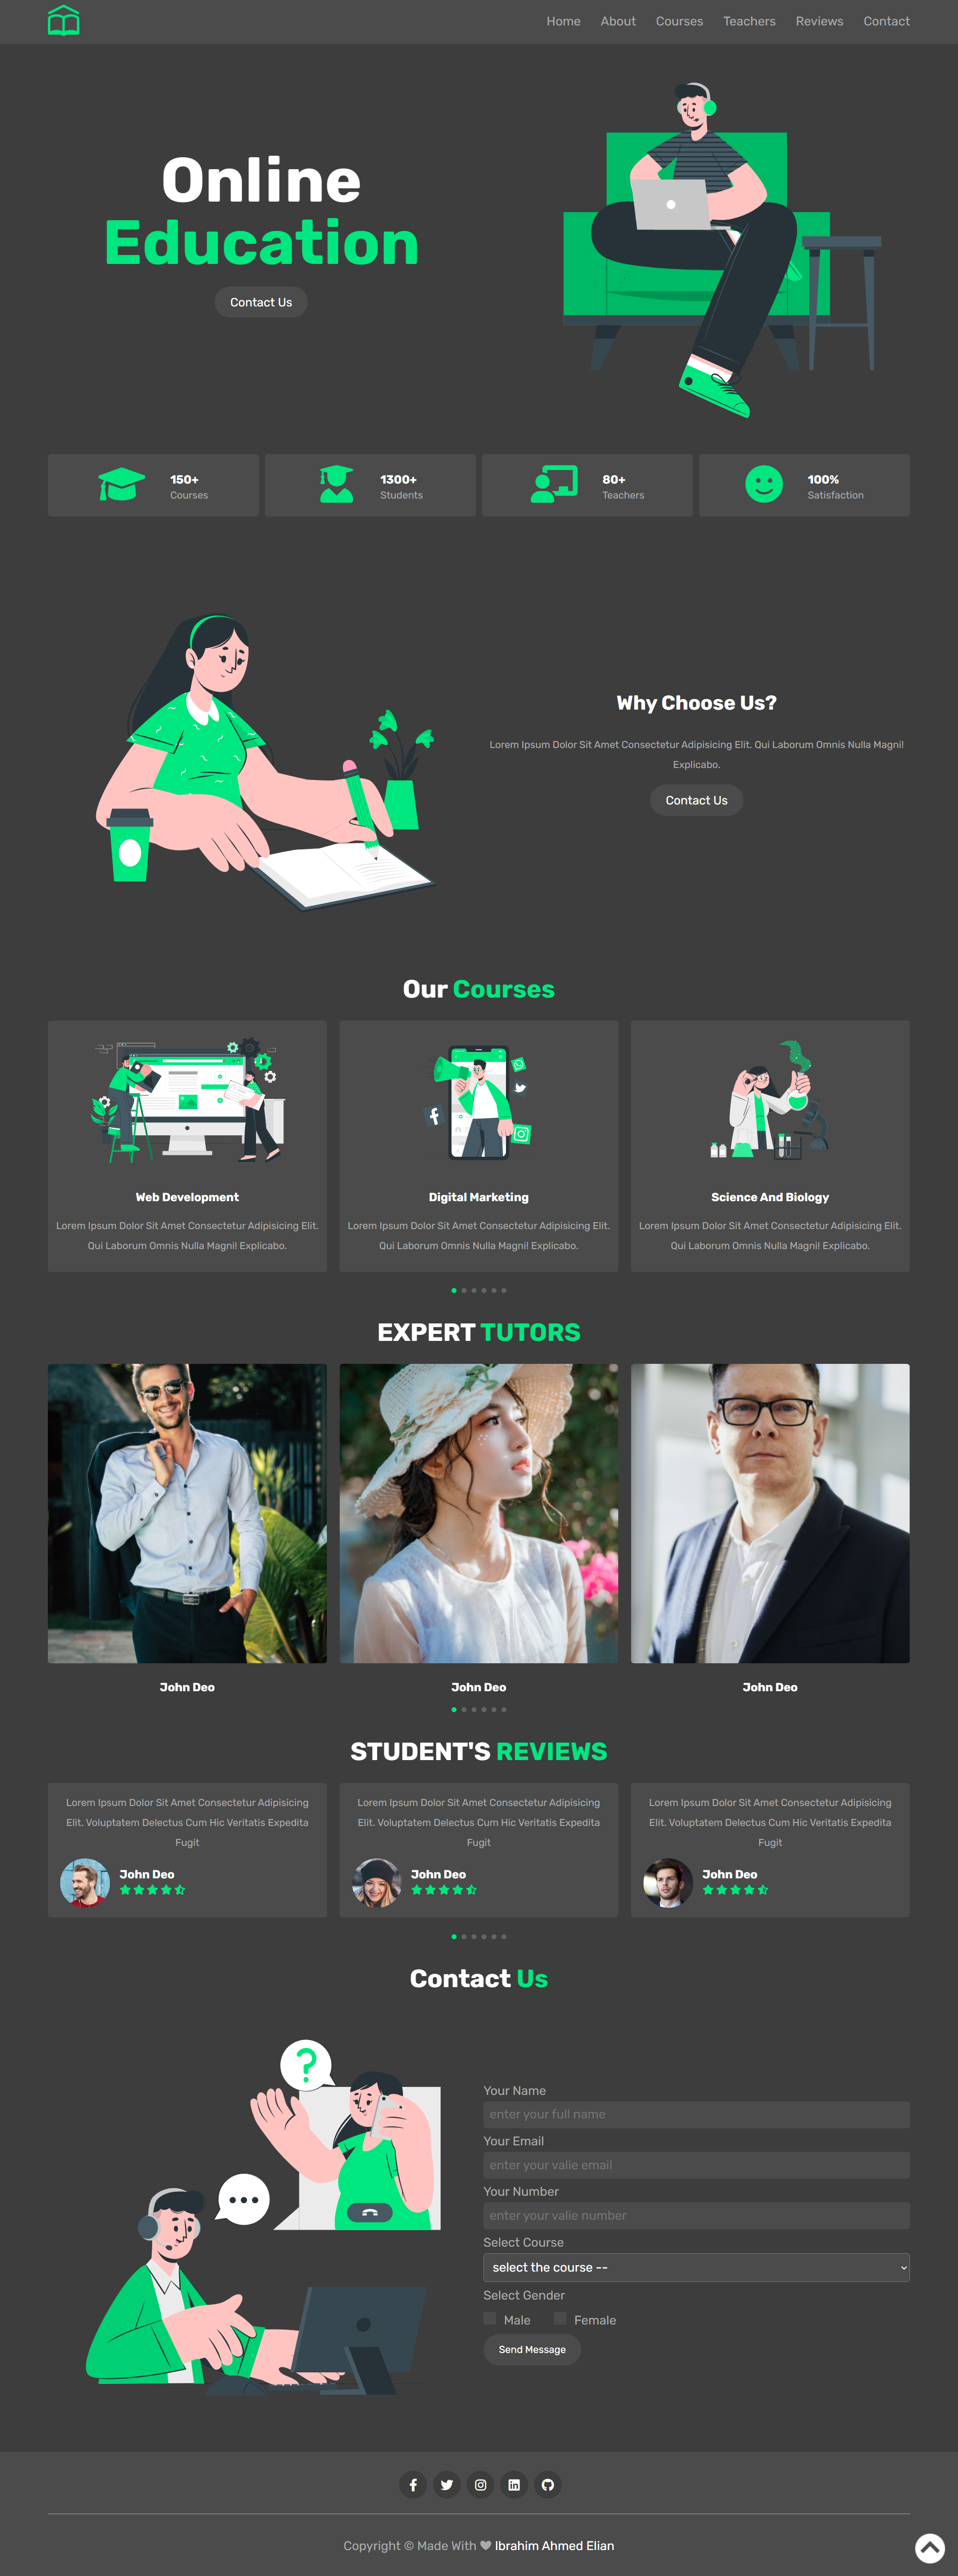 Home About Courses Teachers Reviews Contact
Online
Education
Contact Us
150+
Courses
1300+
Students
80+
Teachers
100%
Satisfaction
Why Choose Us?
Lorem Ipsum Dolor Sit Amet Consectetur Adipisicing Elit. Qui Laborum Omnis Nulla Magni!
Explicabo.
Contact Us
Our Courses
Web Development
Lorem Ipsum Dolor Sit Amet Consectetur Adipisicing Elit.
Qui Laborum Omnis Nulla Magni! Explicabo.
Digital Marketing
Lorem Ipsum Dolor Sit Amet Consectetur Adipisicing Elit.
Qui Laborum Omnis Nulla Magni! Explicabo.
Science And Biology
Lorem Ipsum Dolor Sit Amet Consectetur Adipisicing Elit.
Qui Laborum Omnis Nulla Magni! Explicabo.
EXPERT TUTORS
John Deo
John Deo
John Deo
STUDENT'S REVIEWS
Lorem Ipsum Dolor Sit Amet Consectetur Adipisicing
Elit. Voluptatem Delectus Cum Hic Veritatis Expedita
Fugit
John Deo
Lorem Ipsum Dolor Sit Amet Consectetur Adipisicing
Elit. Voluptatem Delectus Cum Hic Veritatis Expedita
Fugit
John Deo
Lorem Ipsum Dolor Sit Amet Consectetur Adipisicing
Elit. Voluptatem Delectus Cum Hic Veritatis Expedita
Fugit
John Deo
Contact Us
?
Your Name
enter your full name
Your Email
enter your valie email
Your Number
enter your valie number
Select Course
select the course --
Select Gender
Male Female
Send Message
Copyright © Made With ❤ Ibrahim Ahmed Elian